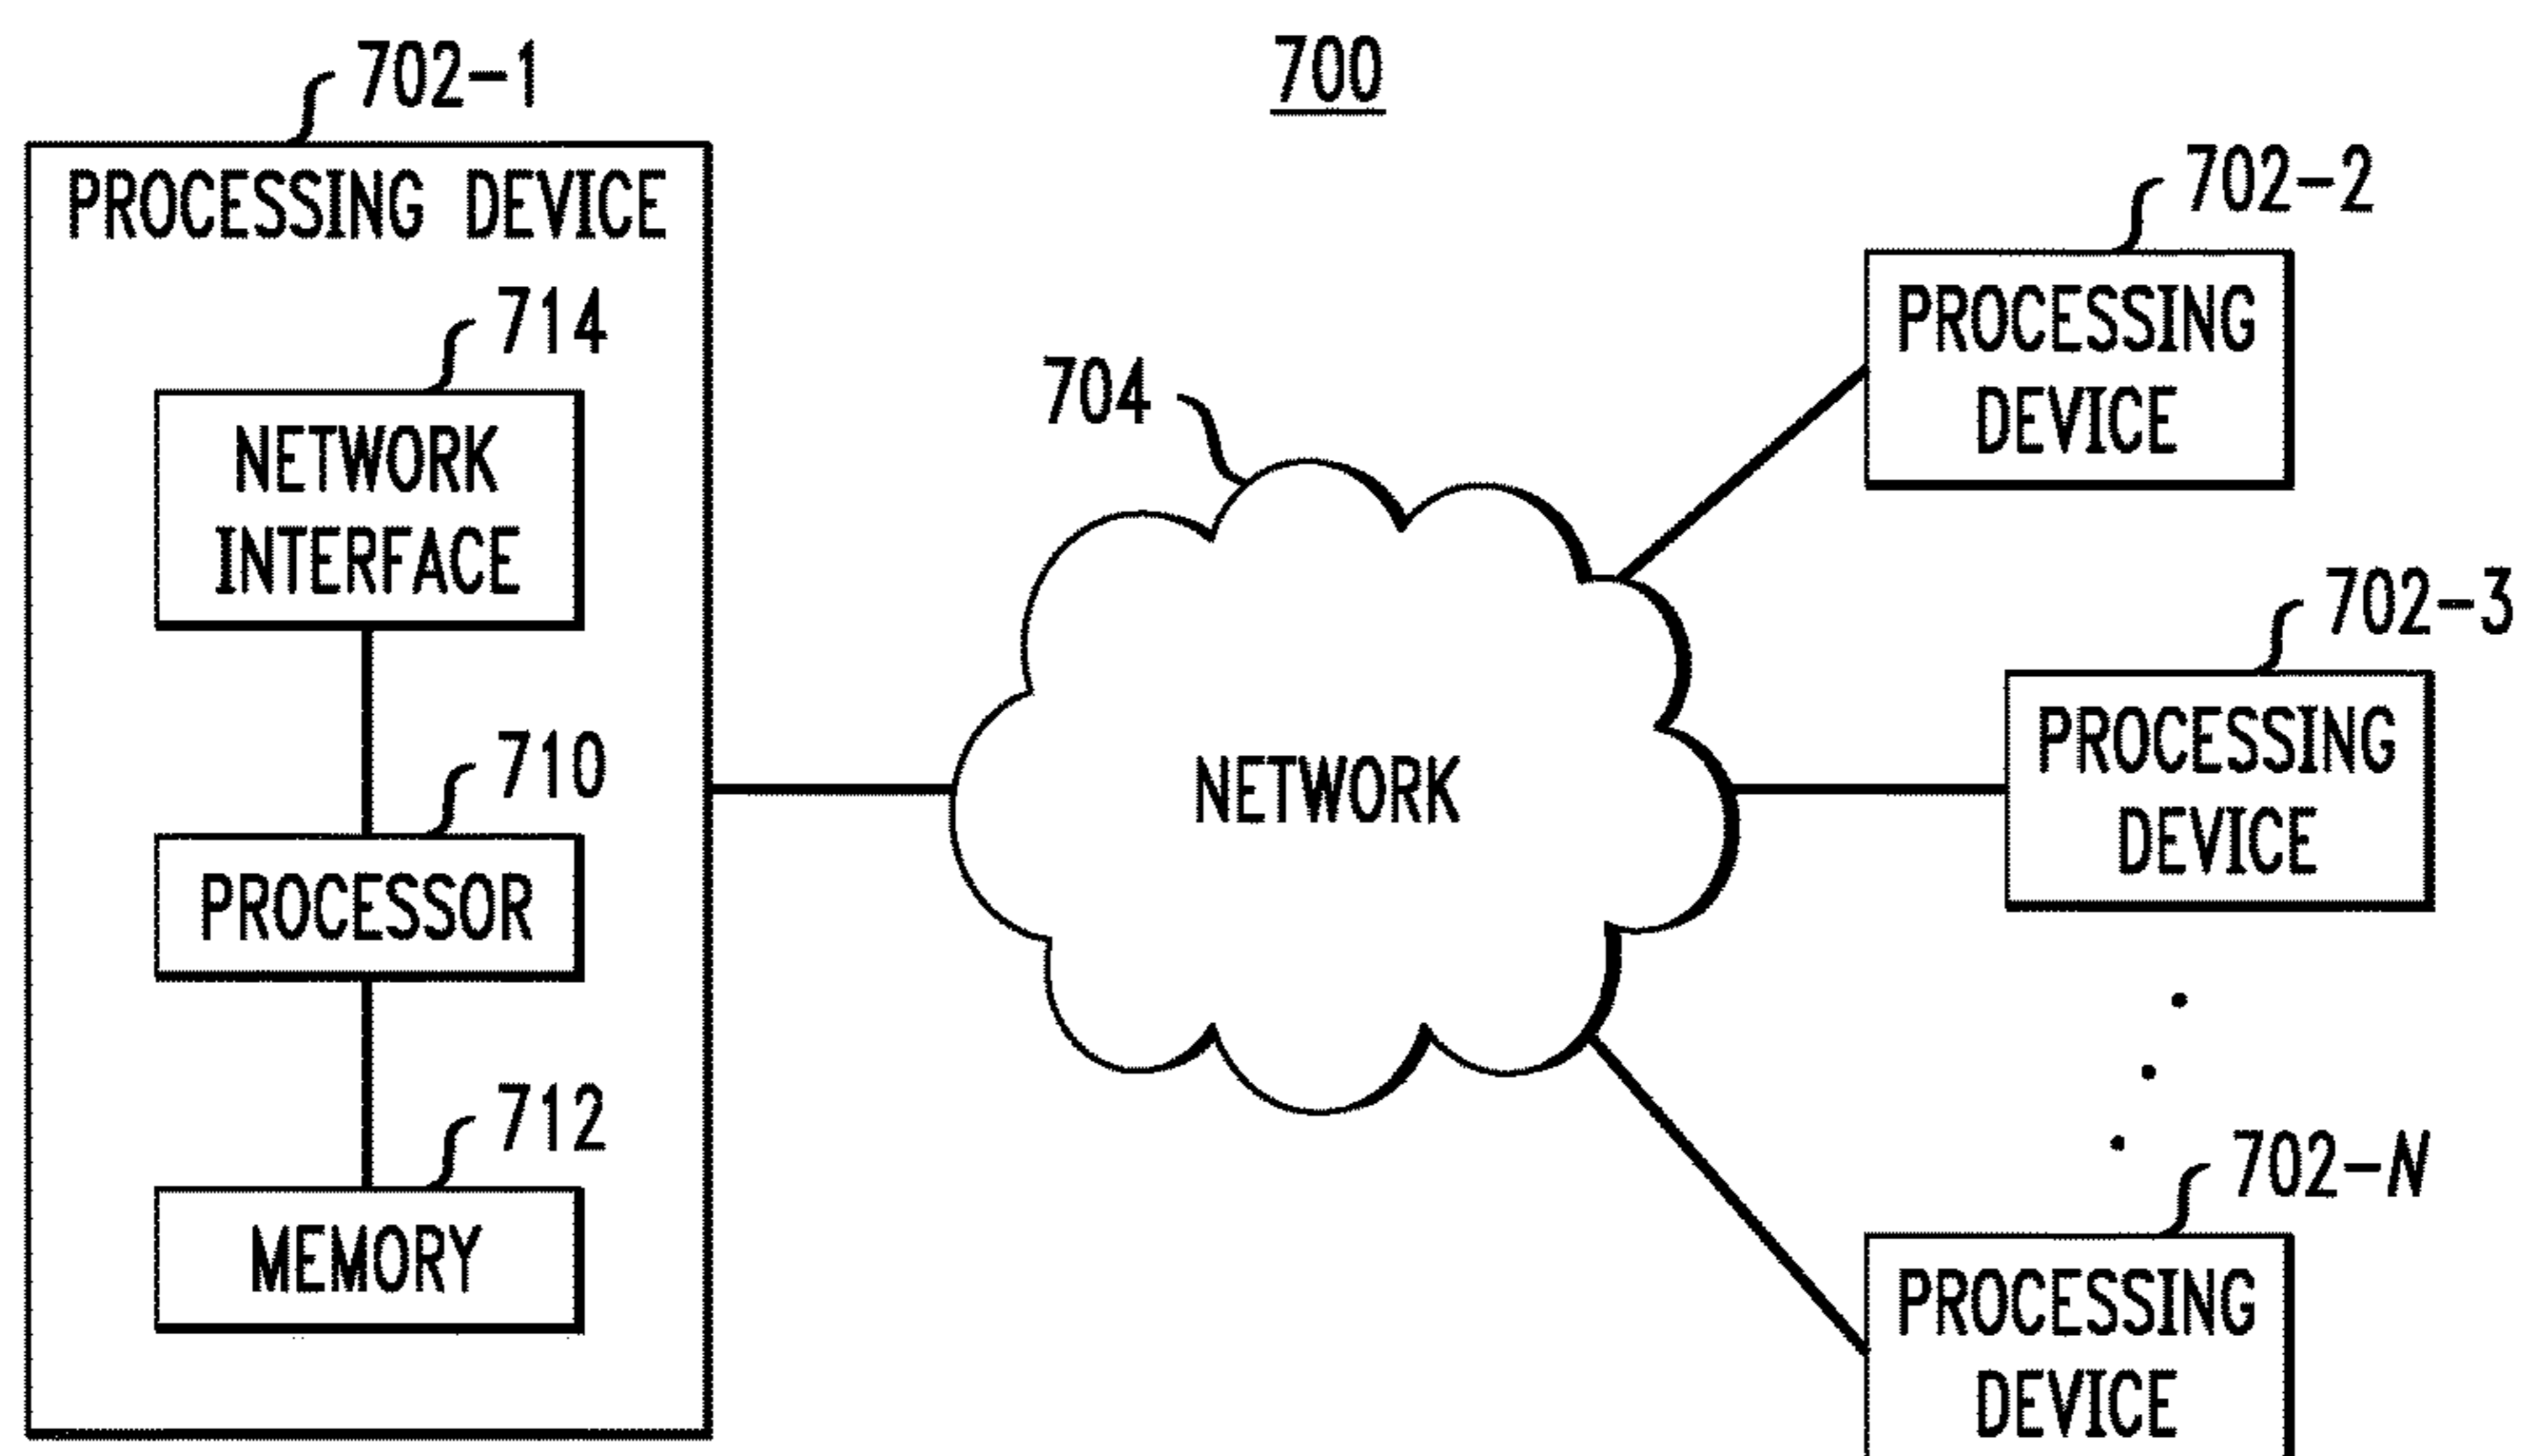 700
702-1
PROCESSING DEVICE
714
NETWORK
INTERFACE
710
PROCESSOR
712
MEMORY
704
NETWORK
702-2
PROCESSING
DEVICE
702-3
PROCESSING
DEVICE
702-N
PROCESSING
DEVICE